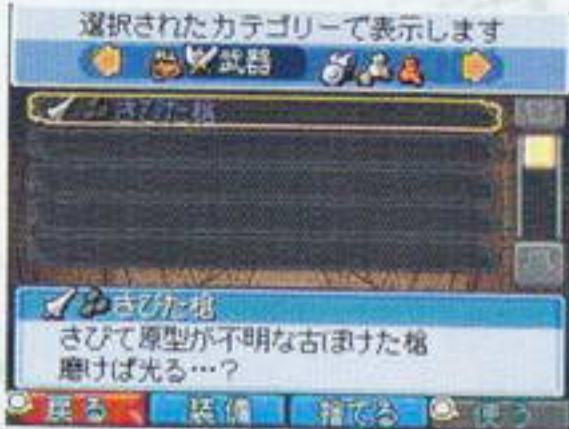 選択されたカテゴリーで表示します
武器
さびた槍
さびた槍
さびて原型が不明な古ぼけた槍
磨けば光る…?
戻る 装備 捨てる 使う